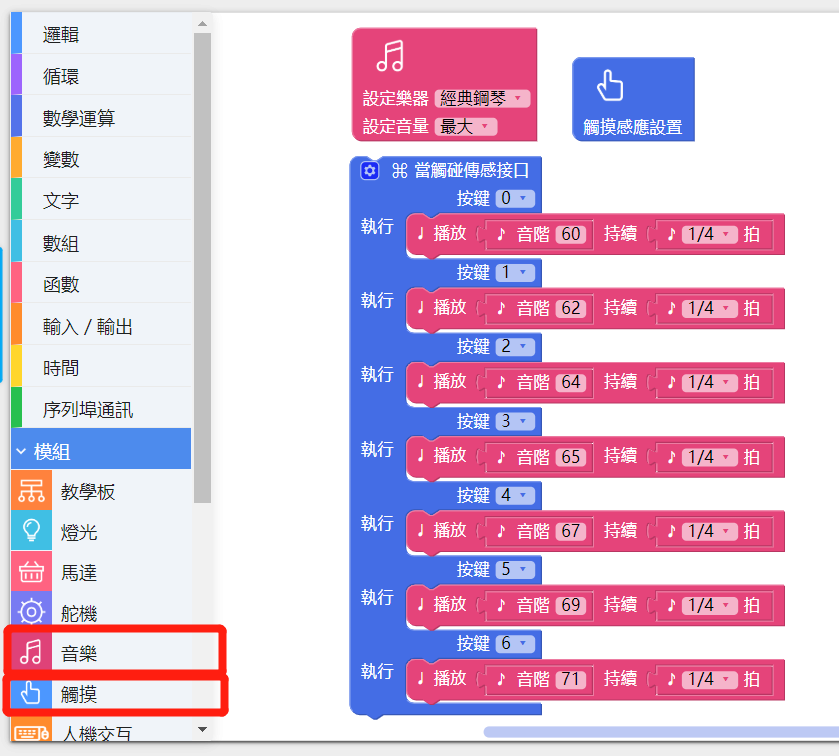 邏輯
循環
數學運算
變數
文字
數組
函數
輸入 / 輸出
時間
序列埠通訊
模組
教學板
燈光
馬達
舵機
音樂
觸摸
人機交互
設定樂器 經典鋼琴
設定音量 最大
觸摸感應設置
⌘ 當觸碰傳感接口
按鍵 0
執行 ♩ 播放 ♪ 音階 60 持續 ♪ 1/4 拍
按鍵 1
執行 ♩ 播放 ♪ 音階 62 持續 ♪ 1/4 拍
按鍵 2
執行 ♩ 播放 ♪ 音階 64 持續 ♪ 1/4 拍
按鍵 3
執行 ♩ 播放 ♪ 音階 65 持續 ♪ 1/4 拍
按鍵 4
執行 ♩ 播放 ♪ 音階 67 持續 ♪ 1/4 拍
按鍵 5
執行 ♩ 播放 ♪ 音階 69 持續 ♪ 1/4 拍
按鍵 6
執行 ♩ 播放 ♪ 音階 71 持續 ♪ 1/4 拍